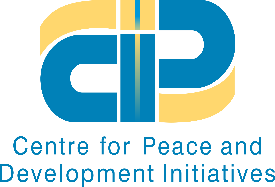 Centre for Peace and
Development Initiatives